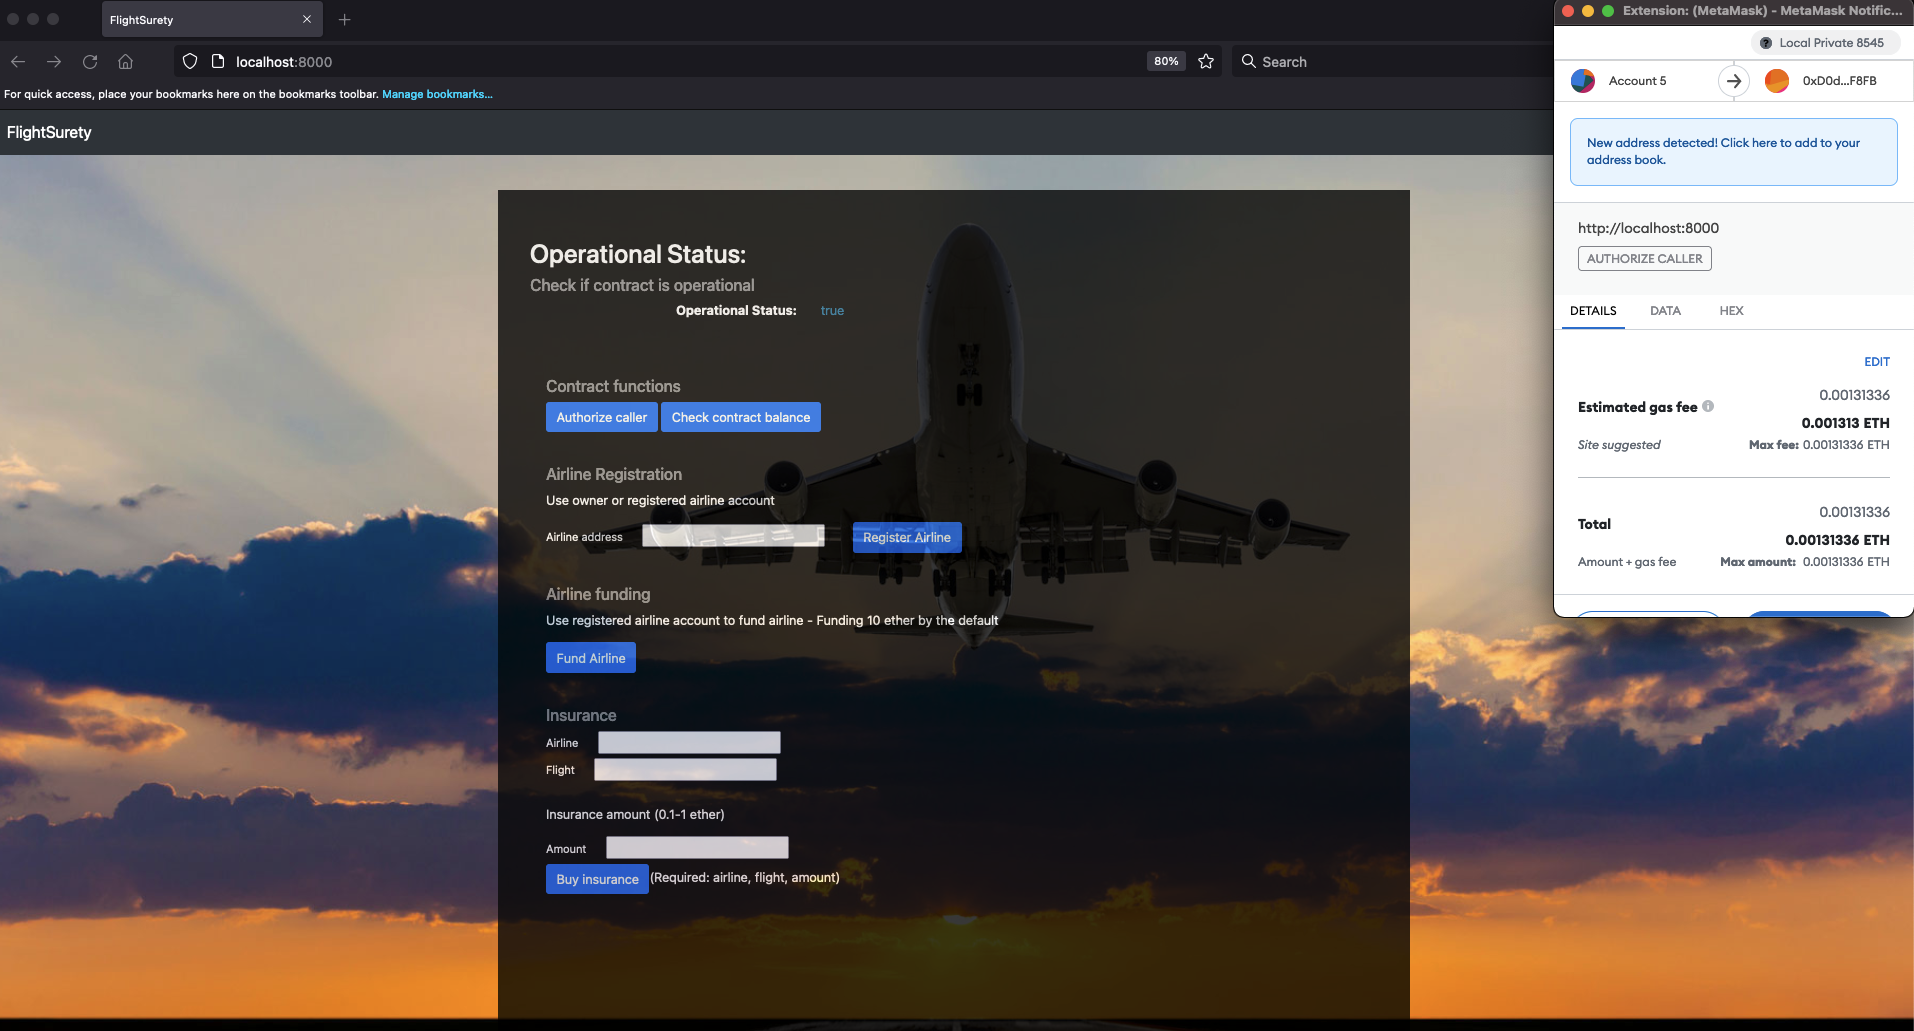 FlightSurety
localhost:8000
80%
Search
For quick access, place your bookmarks here on the bookmarks toolbar. Manage bookmarks...
FlightSurety
Operational Status:
Check if contract is operational
Operational Status: true
Contract functions
Authorize caller Check contract balance
Airline Registration
Use owner or registered airline account
Airline address Register Airline
Airline funding
Use registered airline account to fund airline - Funding 10 ether by the default
Fund Airline
Insurance
Airline
Flight
Insurance amount (0.1-1 ether)
Amount
Buy insurance (Required: airline, flight, amount)
Extension: (MetaMask) - MetaMask Notific...
Local Private 8545
Account 5 0xD0d...F8FB
New address detected! Click here to add to your
address book.
http://localhost:8000
AUTHORIZE CALLER
DETAILS DATA HEX
EDIT
0.00131336
Estimated gas fee
0.001313 ETH
Site suggested Max fee: 0.00131336 ETH
0.00131336
Total
0.00131336 ETH
Amount + gas fee Max amount: 0.00131336 ETH